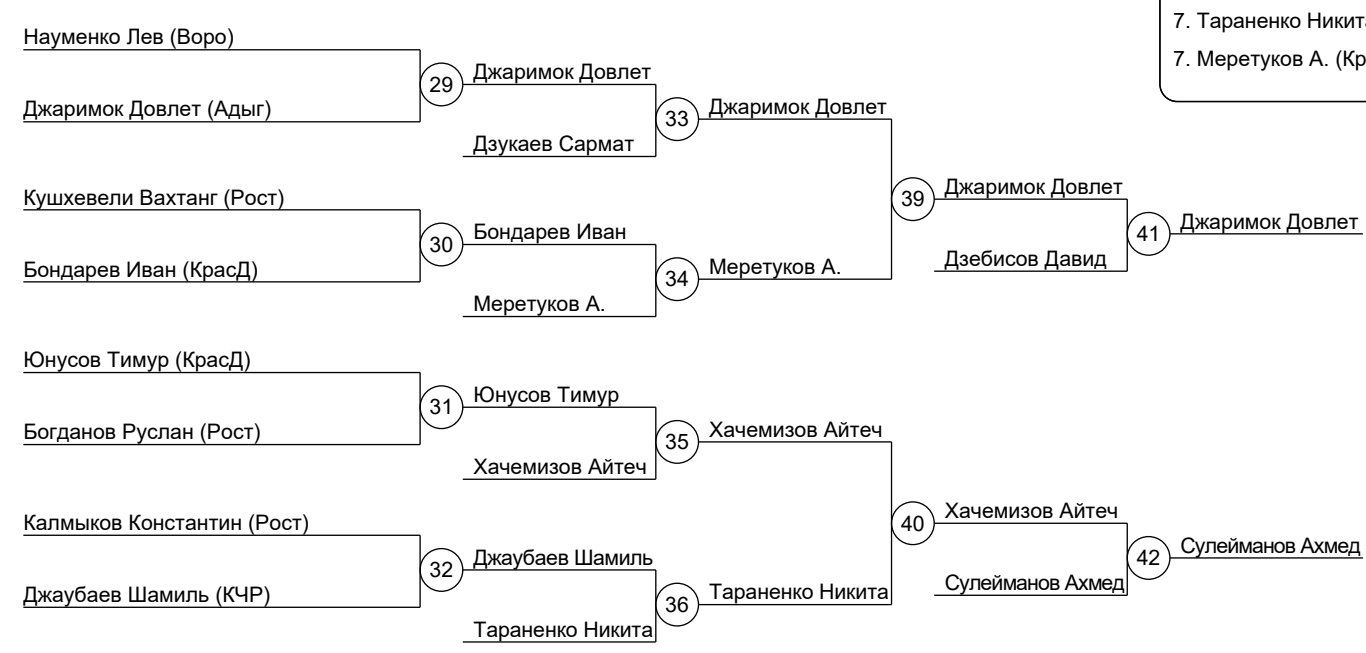 7. Тараненко Никита
7. Меретуков А. (Кр
Науменко Лев (Воро)
29 Джаримок Довлет
Джаримок Довлет (Адыг)
33 Джаримок Довлет
Дзукаев Сармат
Кушхевели Вахтанг (Рост)
39 Джаримок Довлет
30 Бондарев Иван
41 Джаримок Довлет
Бондарев Иван (КрасД)
34 Меретуков А.
Дзебисов Давид
Меретуков А.
Юнусов Тимур (КрасД)
31 Юнусов Тимур
Богданов Руслан (Рост)
35 Хачемизов Айтеч
Хачемизов Айтеч
Калмыков Константин (Рост)
40 Хачемизов Айтеч
32 Джаубаев Шамиль
42 Сулейманов Ахмед
Джаубаев Шамиль (КЧР)
36 Тараненко Никита
Сулейманов Ахмед
Тараненко Никита